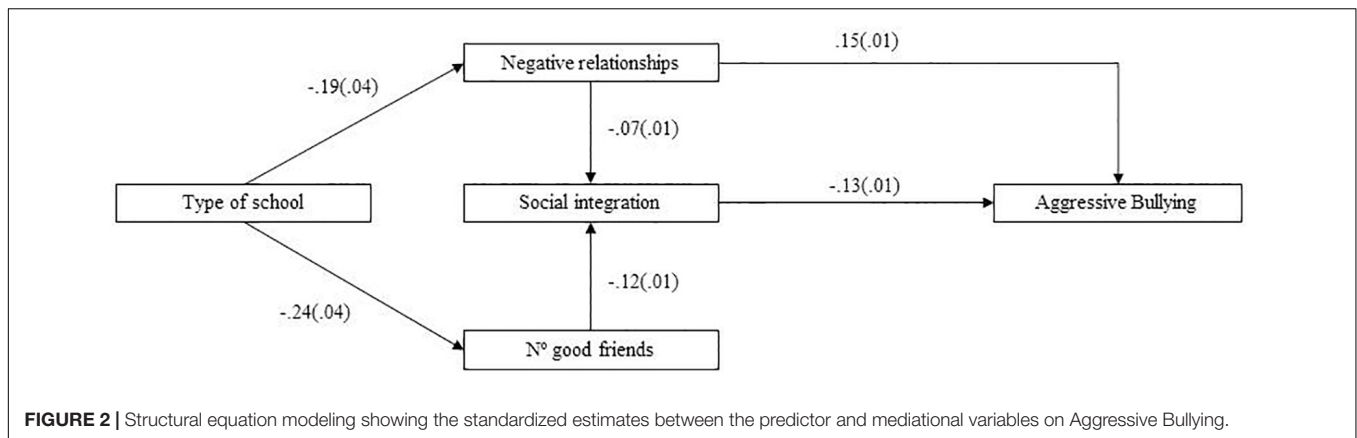 Negative relationships
.15(.01)
-.19(.04)
-.07(.01)
Type of school
Social integration
-.13(.01)
Aggressive Bullying
-.12(.01)
-.24(.04)
Nº good friends
FIGURE 2 | Structural equation modeling showing the standardized estimates between the predictor and mediational variables on Aggressive Bullying.